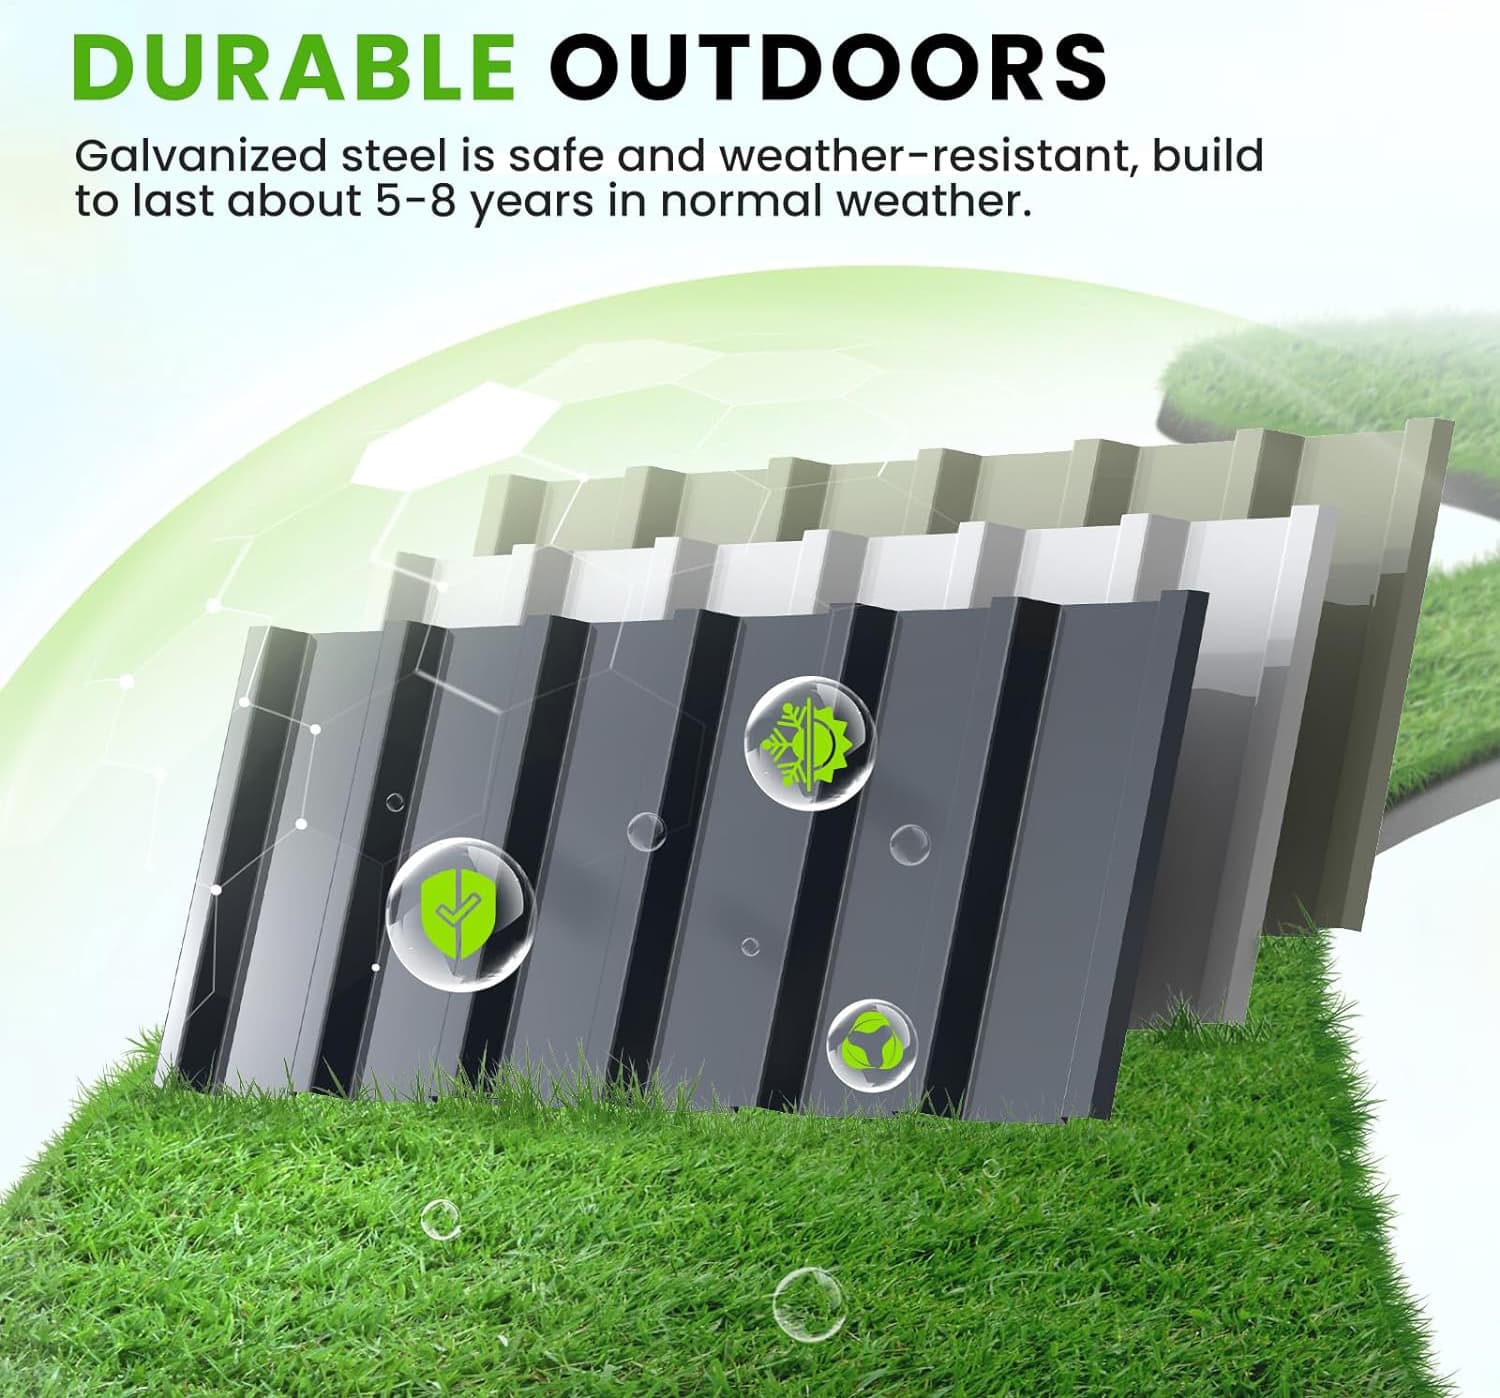 DURABLE OUTDOORS
Galvanized steel is safe and weather-resistant, build
to last about 5-8 years in normal weather.